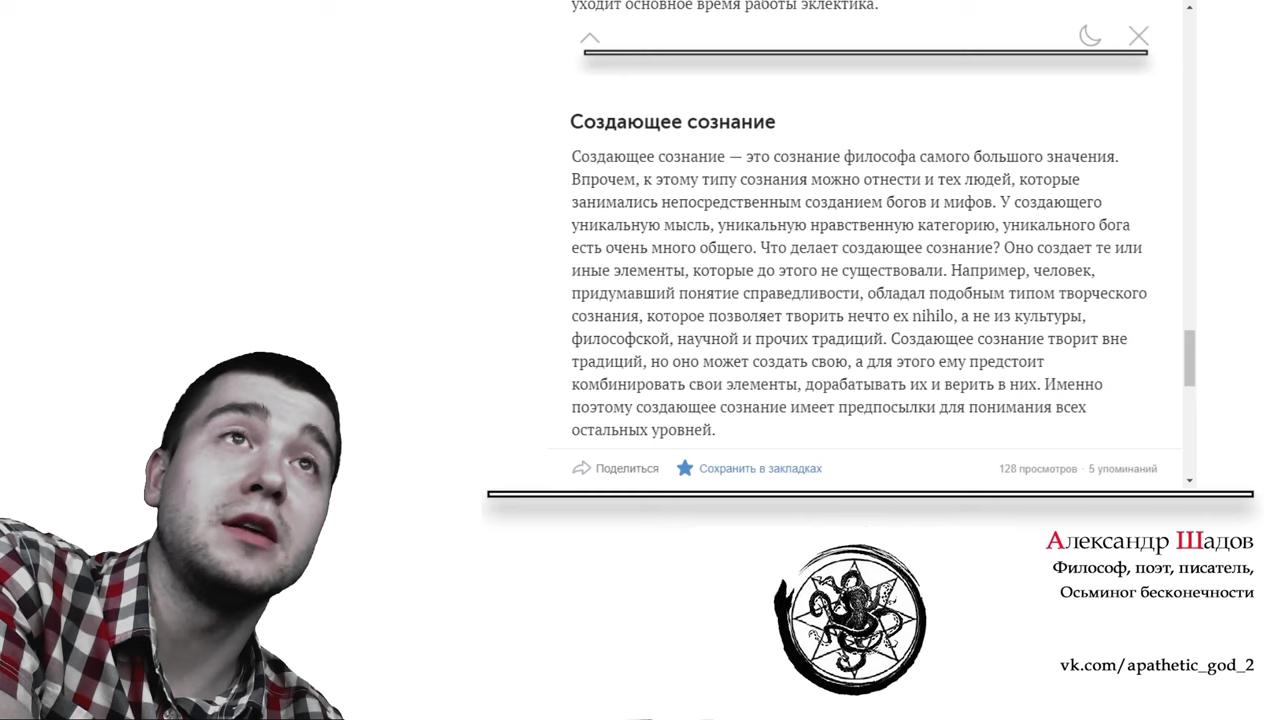 уходит основное время работы эклектика.
Создающее сознание
Создающее сознание — это сознание философа самого большого значения.
Впрочем, к этому типу сознания можно отнести и тех людей, которые
занимались непосредственным созданием богов и мифов. У создающего
уникальную мысль, уникальную нравственную категорию, уникального бога
есть очень много общего. Что делает создающее сознание? Оно создает те или
иные элементы, которые до этого не существовали. Например, человек,
придумавший понятие справедливости, обладал подобным типом творческого
сознания, которое позволяет творить нечто ex nihilo, а не из культуры,
философской, научной и прочих традиций. Создающее сознание творит вне
традиций, но оно может создать свою, а для этого ему предстоит
комбинировать свои элементы, дорабатывать их и верить в них. Именно
поэтому создающее сознание имеет предпосылки для понимания всех
остальных уровней.
Поделиться Сохранить в закладках 128 просмотров · 5 упоминаний
Александр Шадов
Философ, поэт, писатель,
Осьминог бесконечности
vk.com/apathetic_god_2